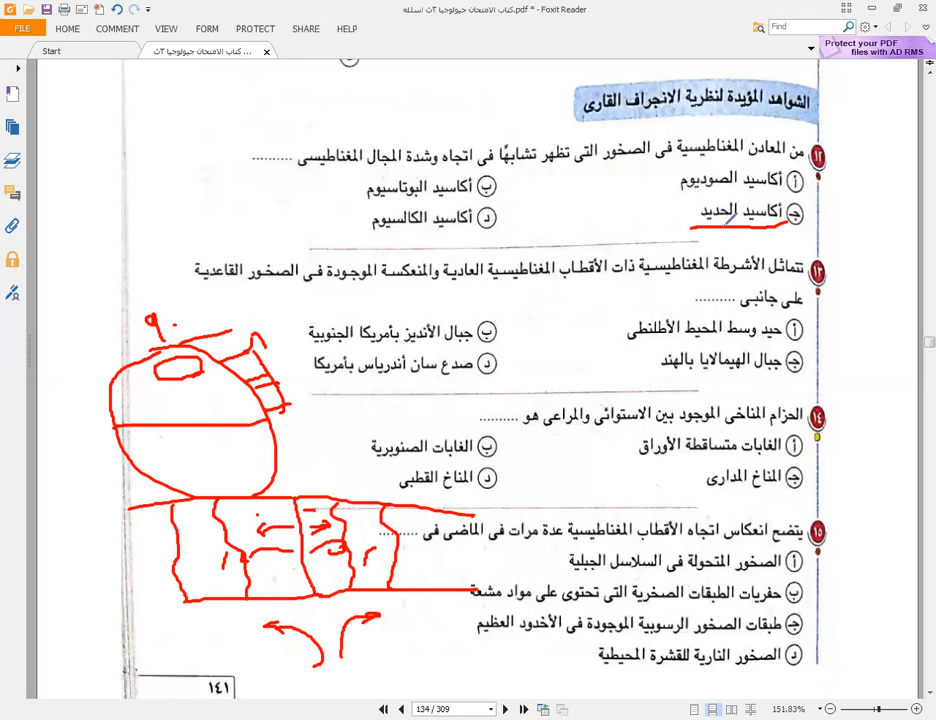 كتاب الامتحان جيولوجيا ٣ث اسئله.pdf * - Foxit Reader
FILE HOME COMMENT VIEW FORM PROTECT SHARE HELP Find
Start
كتاب الامتحان جيولوجيا ٣ث ...
Protect your PDF files with AD RMS
الشواهد المؤيدة لنظرية الانجراف القارى
١٢ من المعادن المغناطيسية فى الصخور التى تظهر تشابهًا فى اتجاه وشدة المجال المغناطيسى ..........
أ أكاسيد الصوديوم ب أكاسيد البوتاسيوم
ج أكاسيد الحديد د أكاسيد الكالسيوم
١٣ تتماثل الأشرطة المغناطيسية ذات الأقطاب المغناطيسية العادية والمنعكسة الموجودة فى الصخور القاعدية
على جانبى ..........
أ حيد وسط المحيط الأطلنطى ب جبال الأنديز بأمريكا الجنوبية
ج جبال الهيمالايا بالهند د صدع سان أندرياس بأمريكا
١٤ الحزام المناخى الموجود بين الاستوائى والمراعى هو ..........
أ الغابات متساقطة الأوراق ب الغابات الصنوبرية
ج المناخ المدارى د المناخ القطبى
١٥ يتضح انعكاس اتجاه الأقطاب المغناطيسية عدة مرات فى الماضى فى ..........
أ الصخور المتحولة فى السلاسل الجبلية
ب حفريات الطبقات الصخرية التى تحتوى على مواد مشعة
ج طبقات الصخور الرسوبية الموجودة فى الأخدود العظيم
د الصخور النارية للقشرة المحيطية
١٤١
134 / 309 151.83%